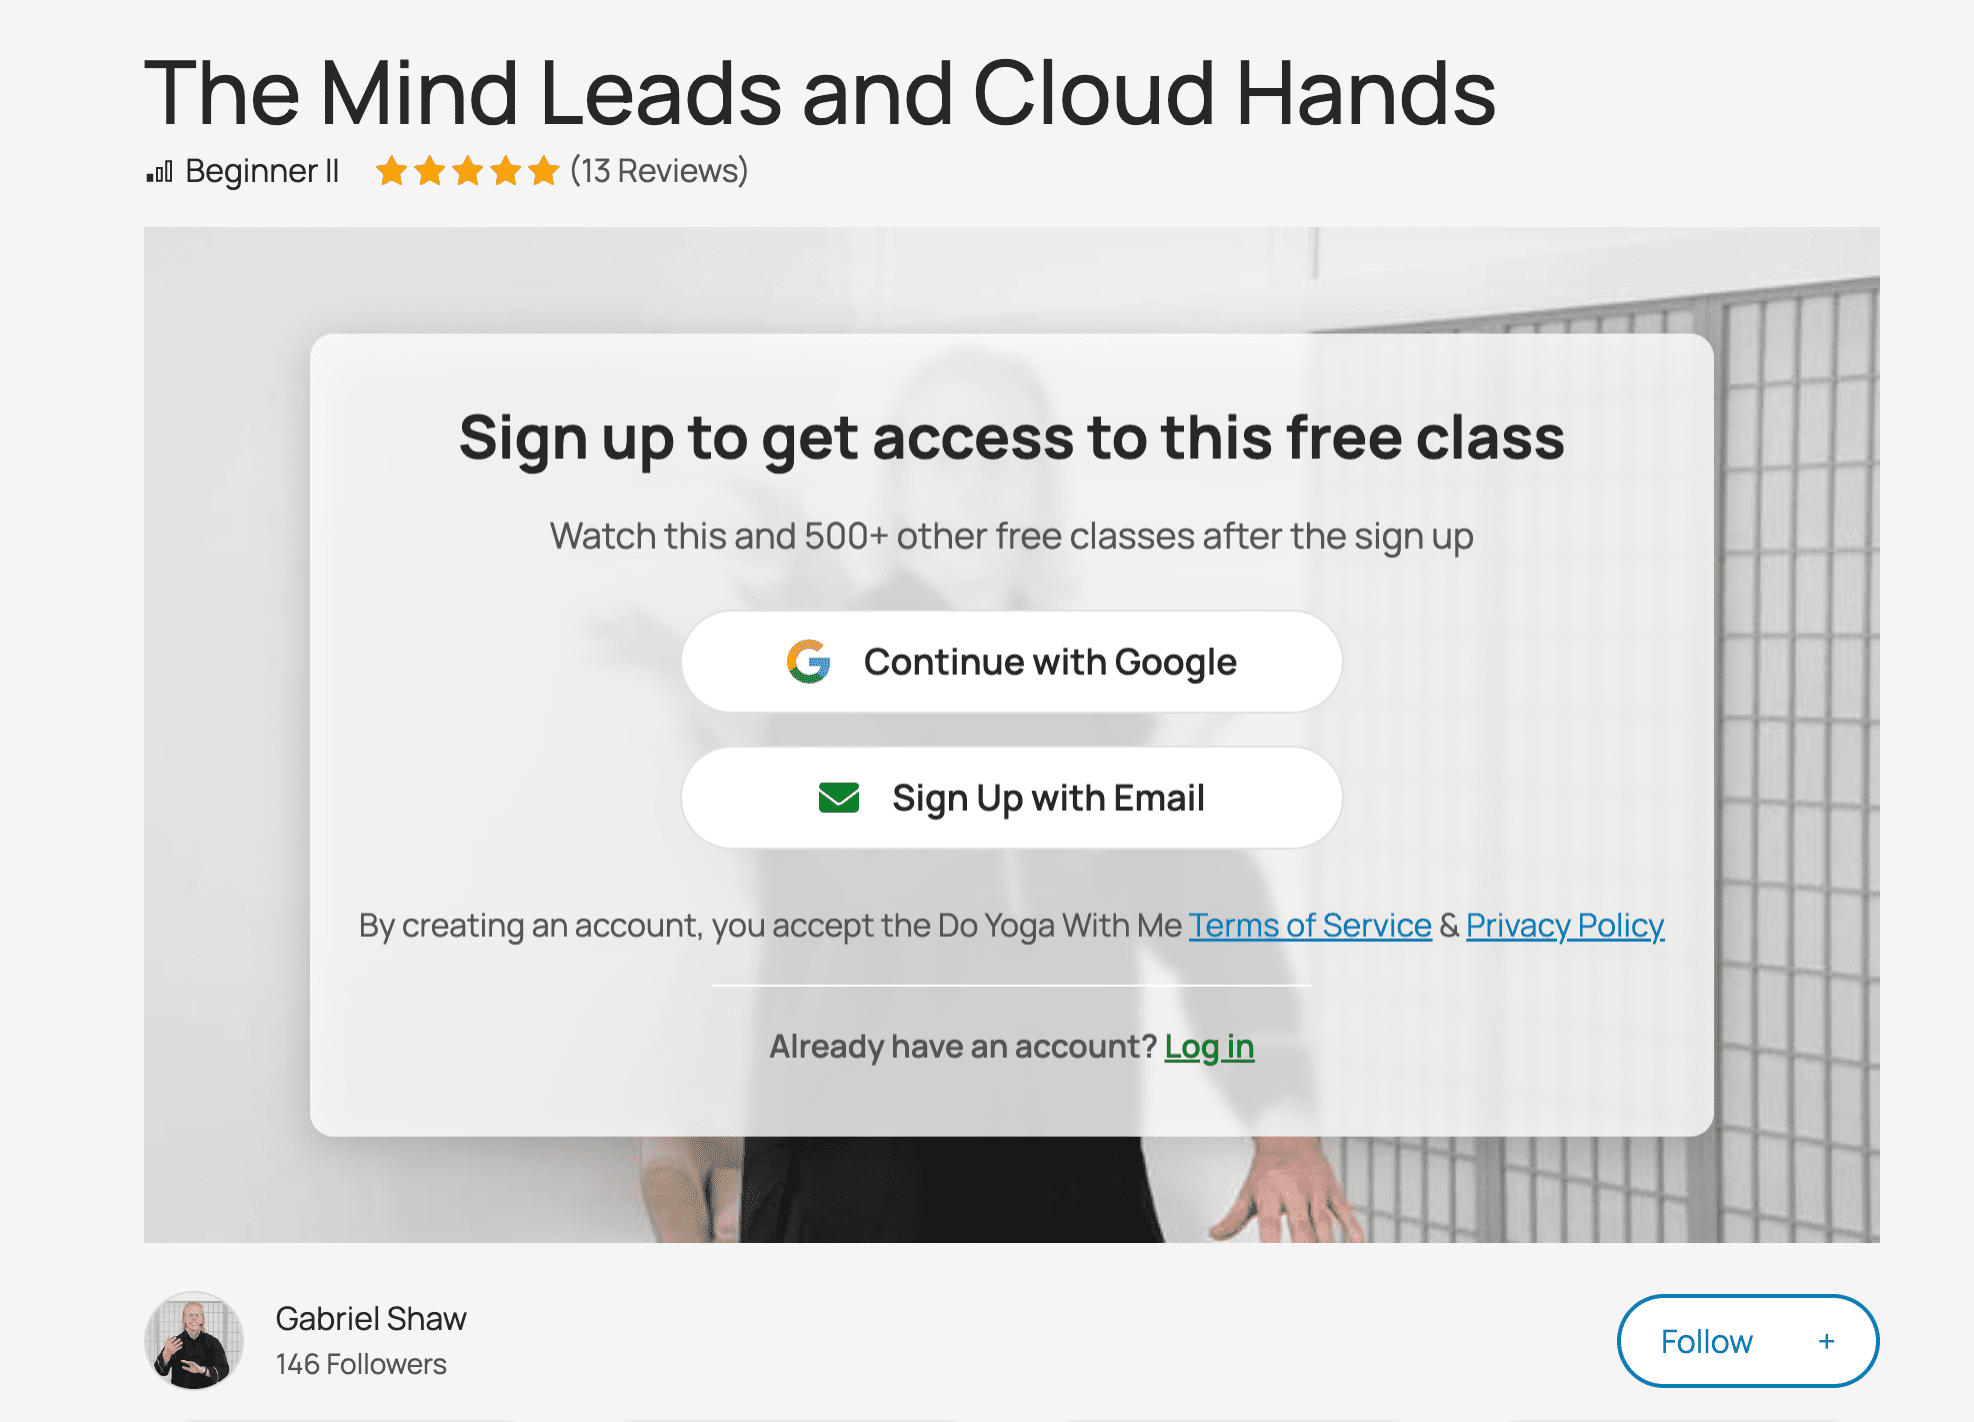 The Mind Leads and Cloud Hands
Beginner II (13 Reviews)
Sign up to get access to this free class
Watch this and 500+ other free classes after the sign up
Continue with Google
Sign Up with Email
By creating an account, you accept the Do Yoga With Me Terms of Service & Privacy Policy
Already have an account? Log in
Gabriel Shaw
146 Followers
Follow +